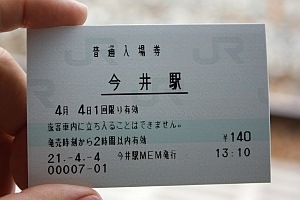 普通入場券
今井駅
4月 4日1回限り有効
旅客車内に立ち入ることはできません。
発売時刻から2時間以内有効 ¥140
21.-4.-4 今井駅MEM発行 13:10
00007-01